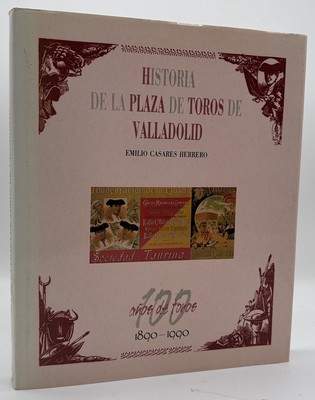 HISTORIA
DE LA PLAZA DE TOROS DE
VALLADOLID
EMILIO CASARES HERRERO
Sociedad Taurina
100
años de toros
1890-1990